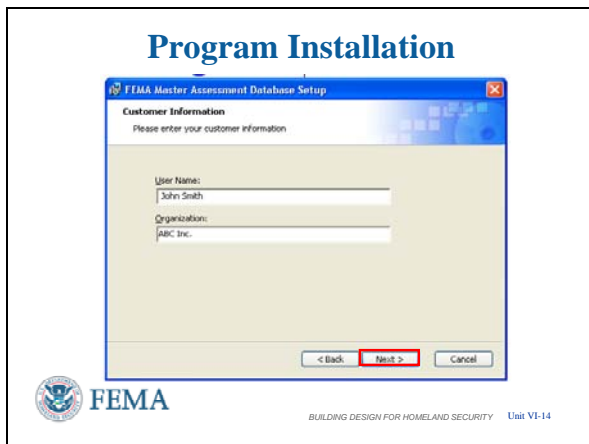 Program Installation
FEMA Master Assessment Database Setup
Customer Information
Please enter your customer information
User Name:
John Smith
Organization:
ABC Inc.
< Back Next > Cancel
FEMA
BUILDING DESIGN FOR HOMELAND SECURITY Unit VI-14